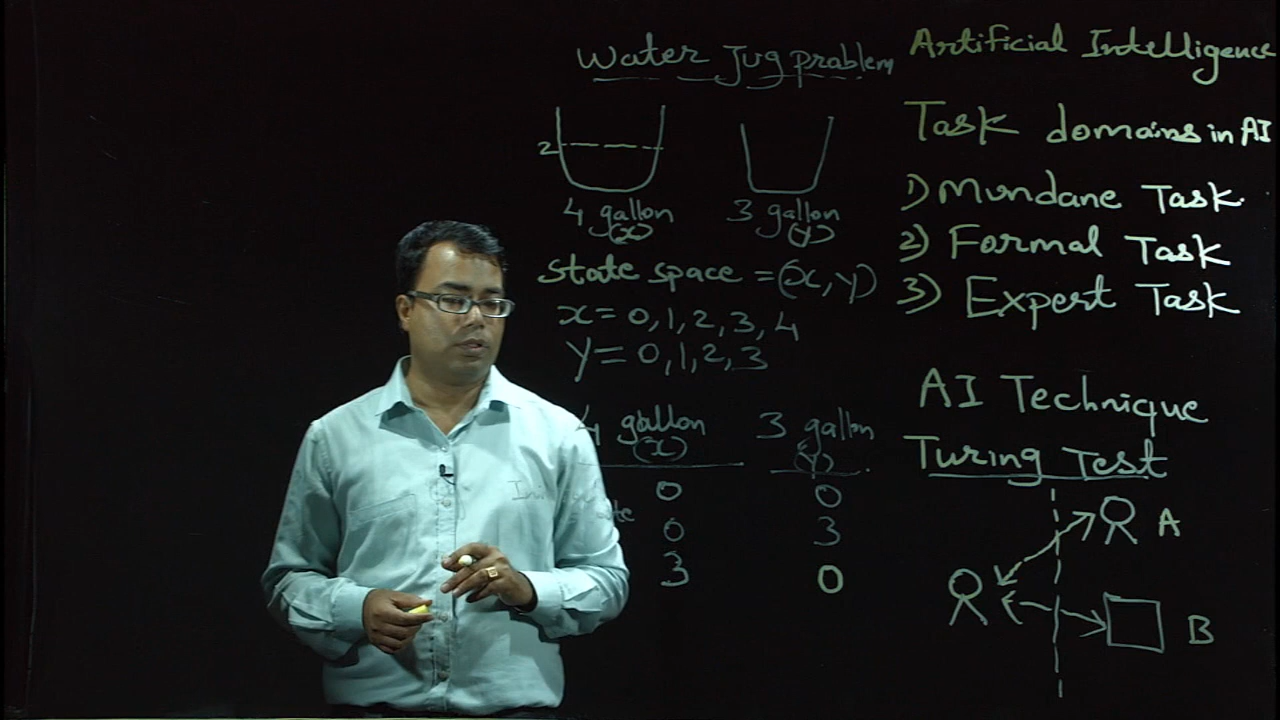 Water Jug problem
2
4 gallon
(x)
3 gallon
(y)
State space = (x, y)
x = 0, 1, 2, 3, 4
y = 0, 1, 2, 3
4 gallon
(x)
3 gallon
(y)
0 0
0 3
3 0
Artificial Intelligence
Task domains in AI
1) Mundane Task
2) Formal Task
3) Expert Task
AI Technique
Turing Test
A
B